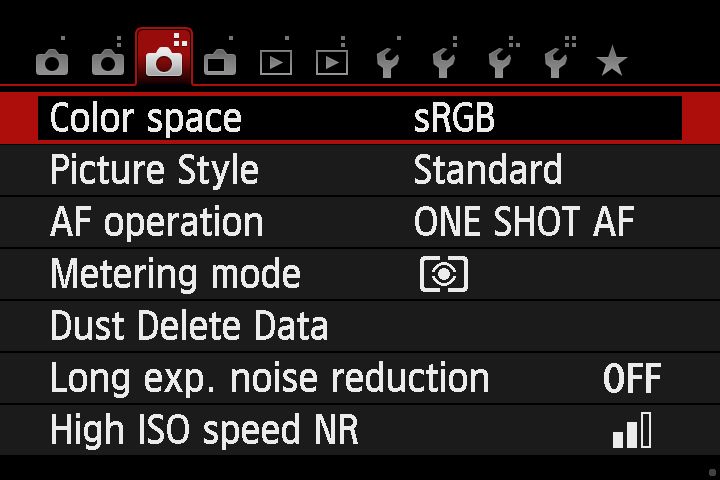 Color space sRGB
Picture Style Standard
AF operation ONE SHOT AF
Metering mode
Dust Delete Data
Long exp. noise reduction OFF
High ISO speed NR